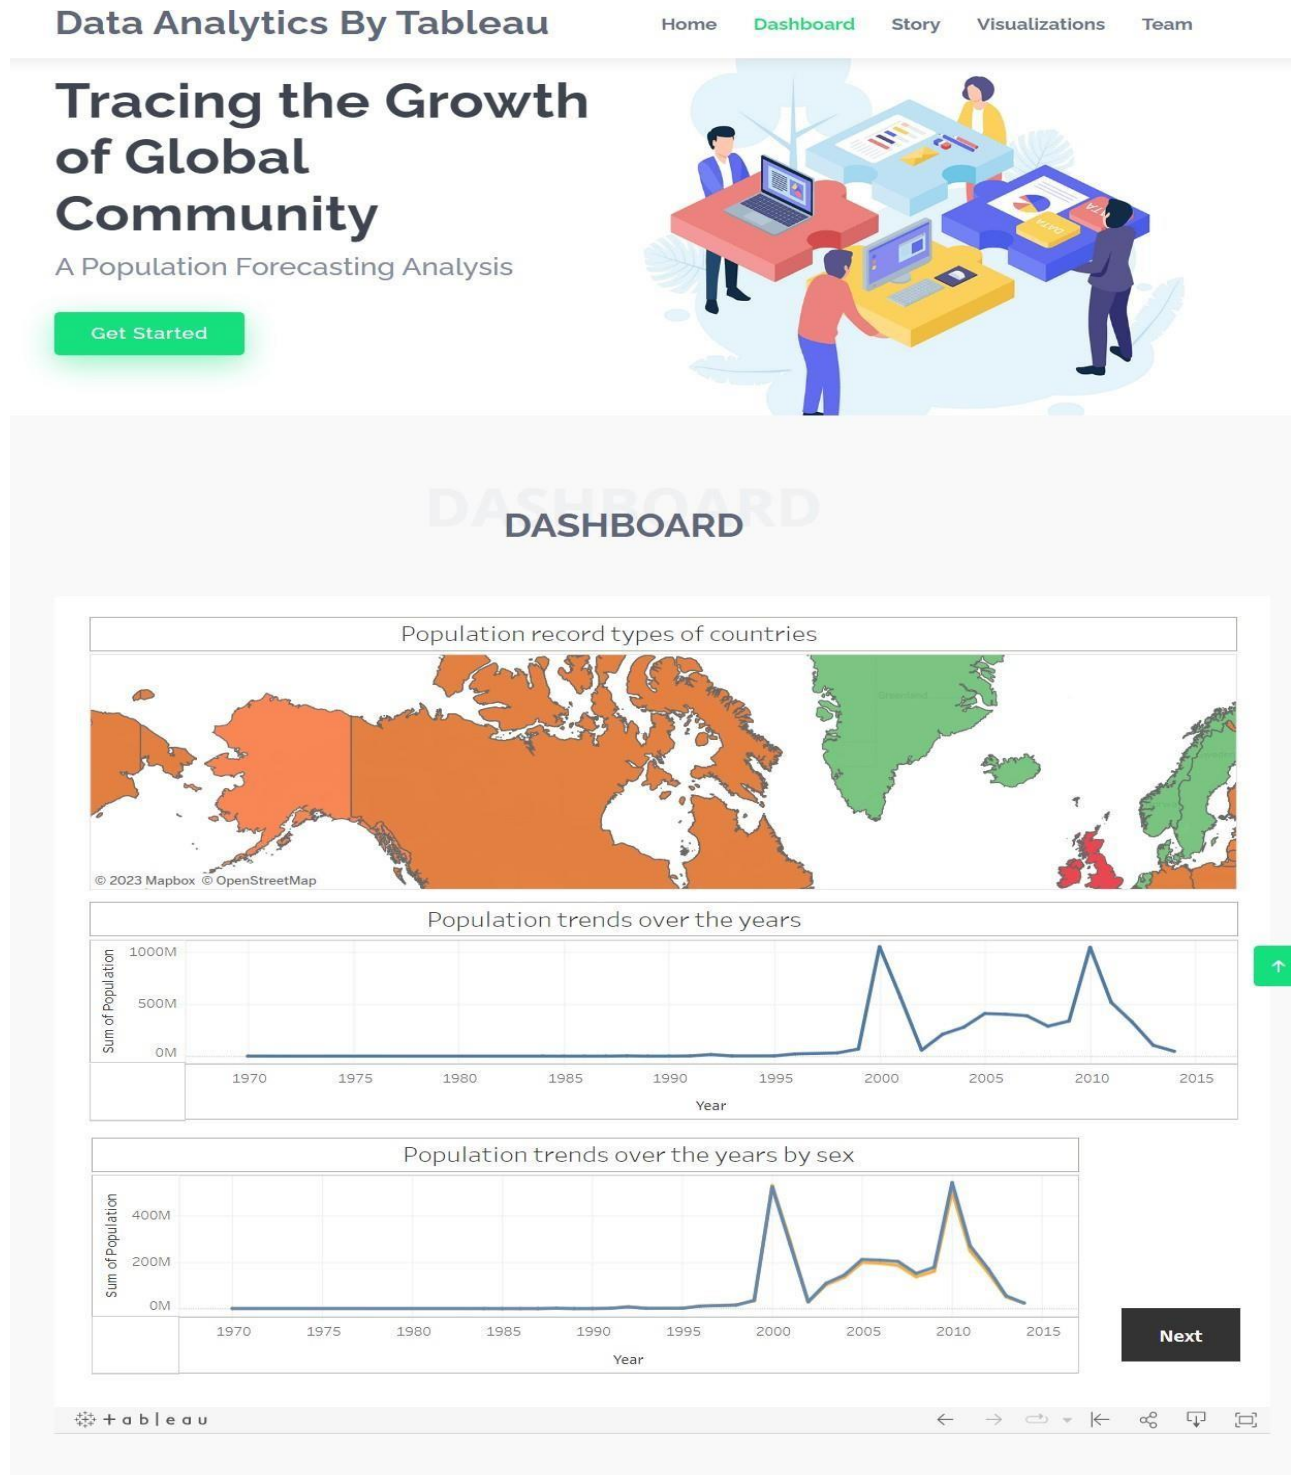 Data Analytics By Tableau
Home Dashboard Story Visualizations Team
Tracing the Growth
of Global
Community
A Population Forecasting Analysis
Get Started
DATA
DASHBOARD
DASHBOARD
Population record types of countries
Greenland
© 2023 Mapbox © OpenStreetMap
Population trends over the years
Sum of Population
1000M
500M
0M
1970 1975 1980 1985 1990 1995 2000 2005 2010 2015
Year
Population trends over the years by sex
Sum of Population
400M
200M
0M
1970 1975 1980 1985 1990 1995 2000 2005 2010 2015
Year
Next
+ a b l e a u